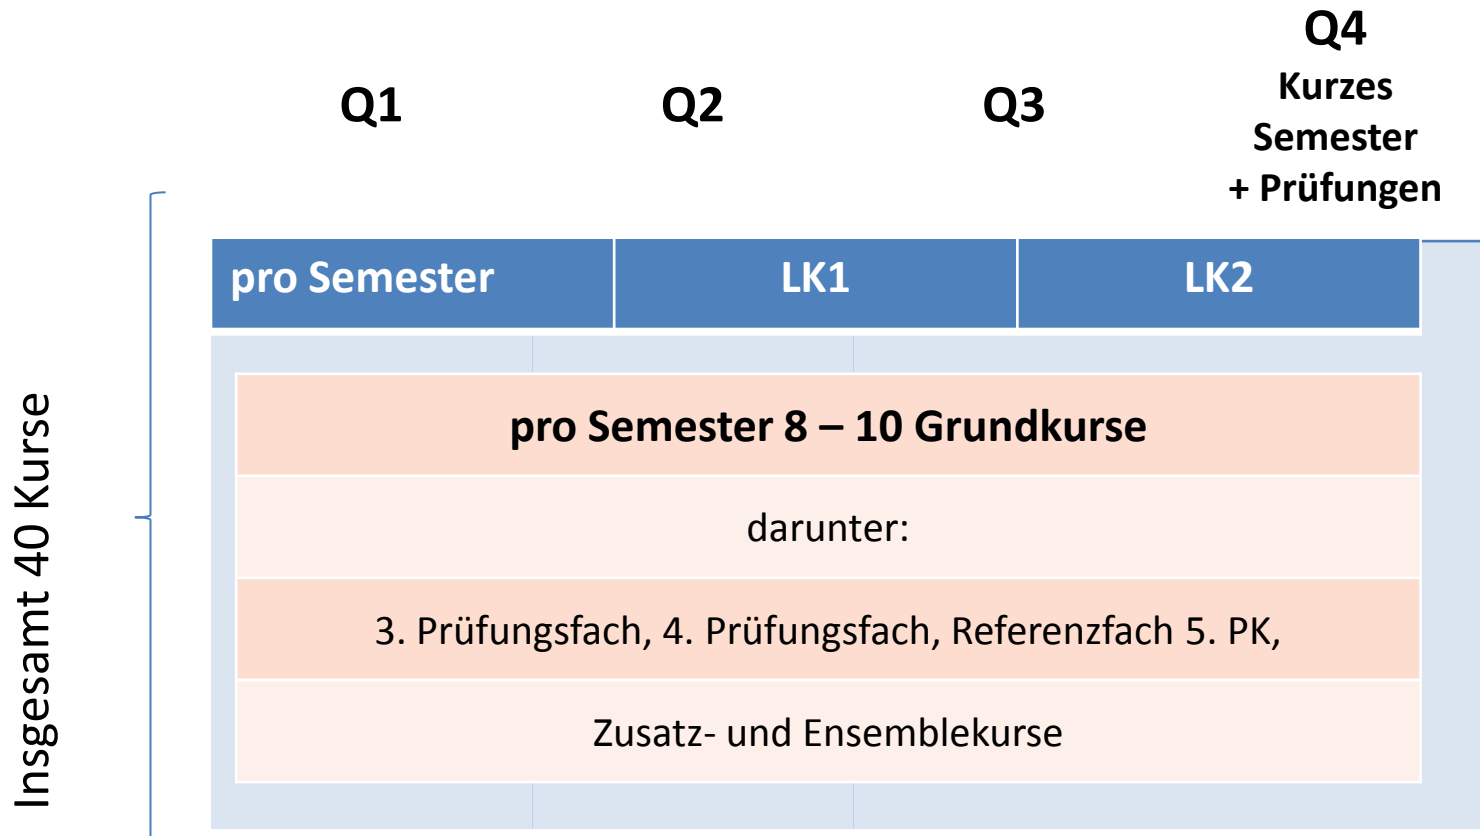 Q1
Q2
Q3
Q4
Kurzes
Semester
+ Prüfungen
pro Semester
LK1
LK2
Insgesamt 40 Kurse
pro Semester 8 – 10 Grundkurse
darunter:
3. Prüfungsfach, 4. Prüfungsfach, Referenzfach 5. PK,
Zusatz- und Ensemblekurse